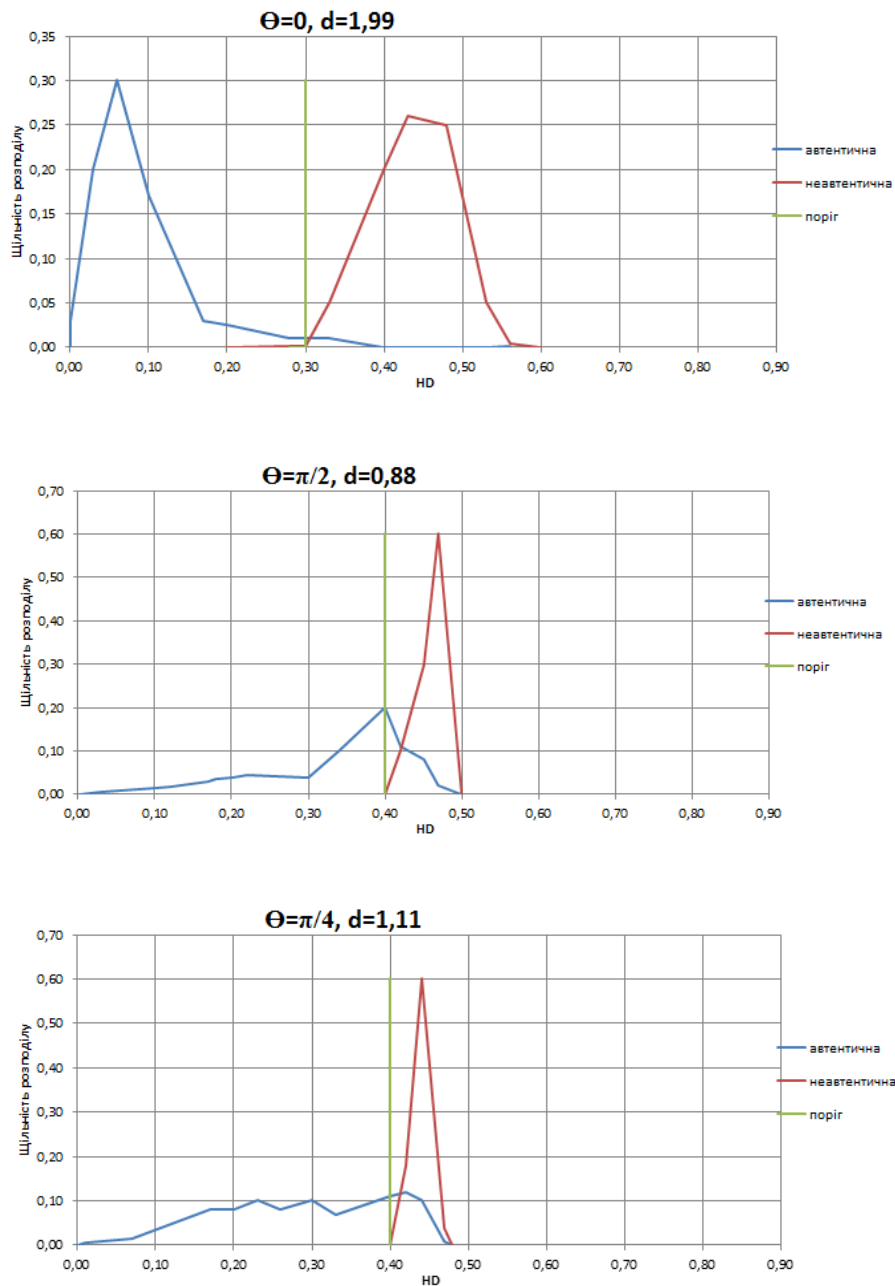 Ө=0, d=1,99
Щільність розподілу
0,35
0,30
0,25
0,20
0,15
0,10
0,05
0,00
0,00 0,10 0,20 0,30 0,40 0,50 0,60 0,70 0,80 0,90
HD
автентична
неавтентична
поріг
Ө=π/2, d=0,88
Щільність розподілу
0,70
0,60
0,50
0,40
0,30
0,20
0,10
0,00
0,00 0,10 0,20 0,30 0,40 0,50 0,60 0,70 0,80 0,90
HD
автентична
неавтентична
поріг
Ө=π/4, d=1,11
Щільність розподілу
0,70
0,60
0,50
0,40
0,30
0,20
0,10
0,00
0,00 0,10 0,20 0,30 0,40 0,50 0,60 0,70 0,80 0,90
HD
автентична
неавтентична
поріг